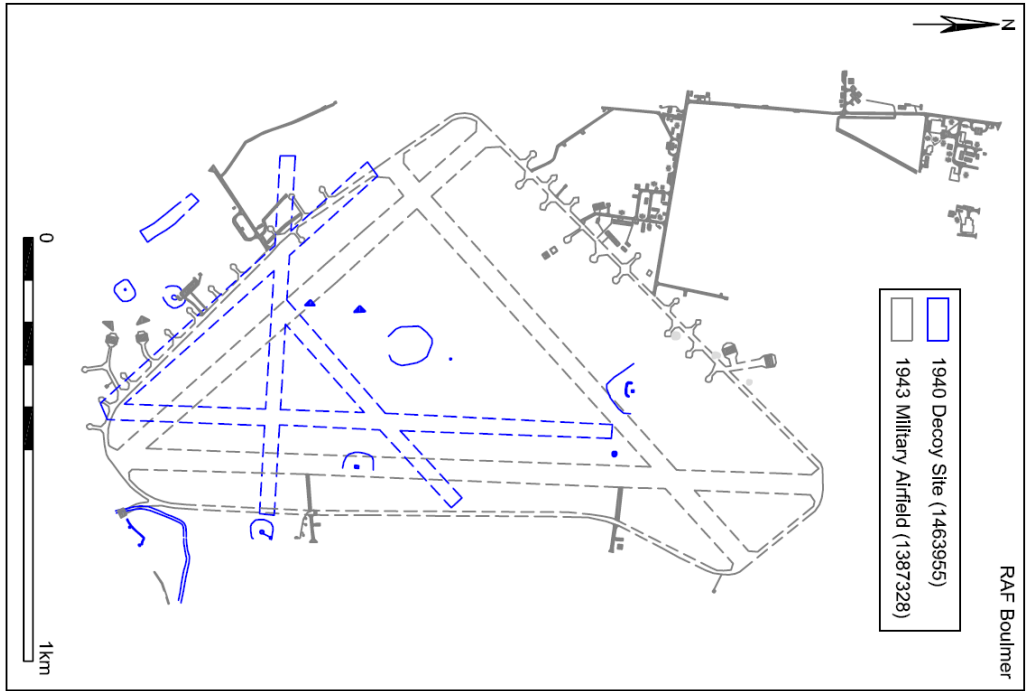 RAF Boulmer
N
1940 Decoy Site (1463955)
1943 Military Airfield (1387328)
0
1km